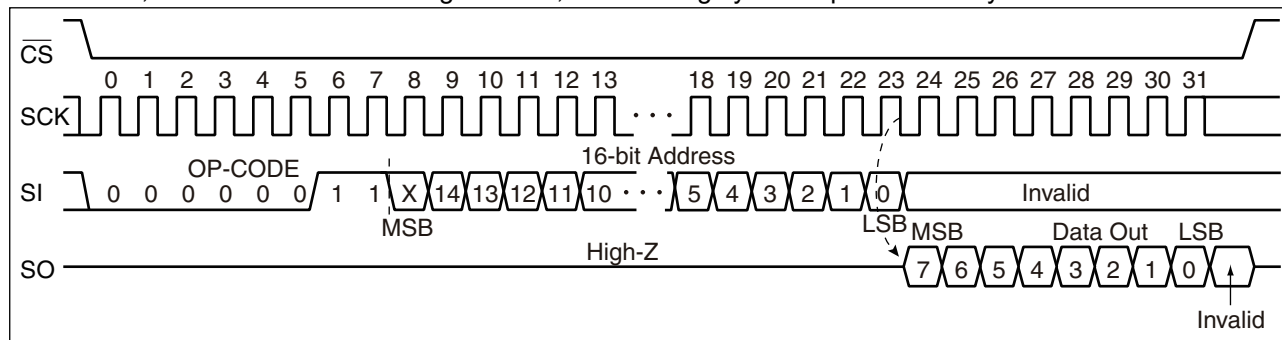 CS
0 1 2 3 4 5 6 7 8 9 10 11 12 13 18 19 20 21 22 23 24 25 26 27 28 29 30 31
SCK
· · ·
OP-CODE 16-bit Address
SI 0 0 0 0 0 0 1 1 X 14 13 12 11 10 · · · 5 4 3 2 1 0 Invalid
MSB LSB MSB Data Out LSB
High-Z
SO 7 6 5 4 3 2 1 0
Invalid